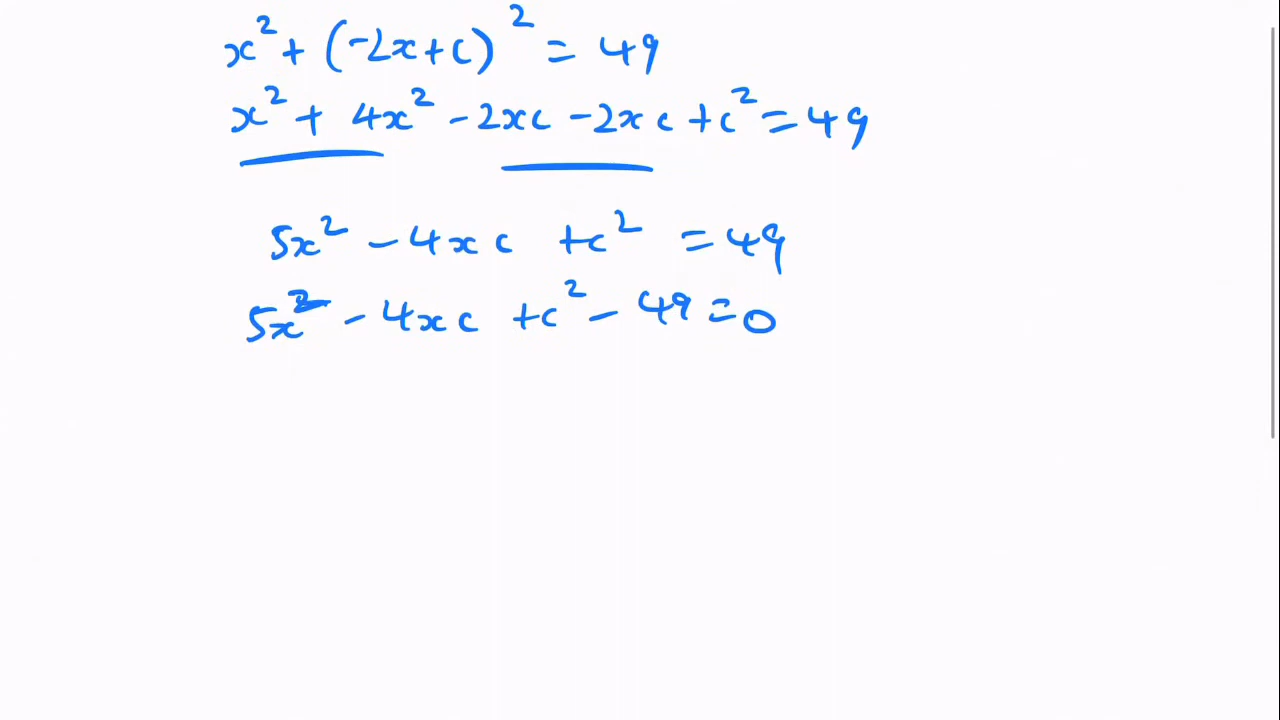 x² + (-2x+c)² = 49
x² + 4x² - 2xc - 2xc + c² = 49
5x² - 4xc + c² = 49
5x² - 4xc + c² - 49 = 0